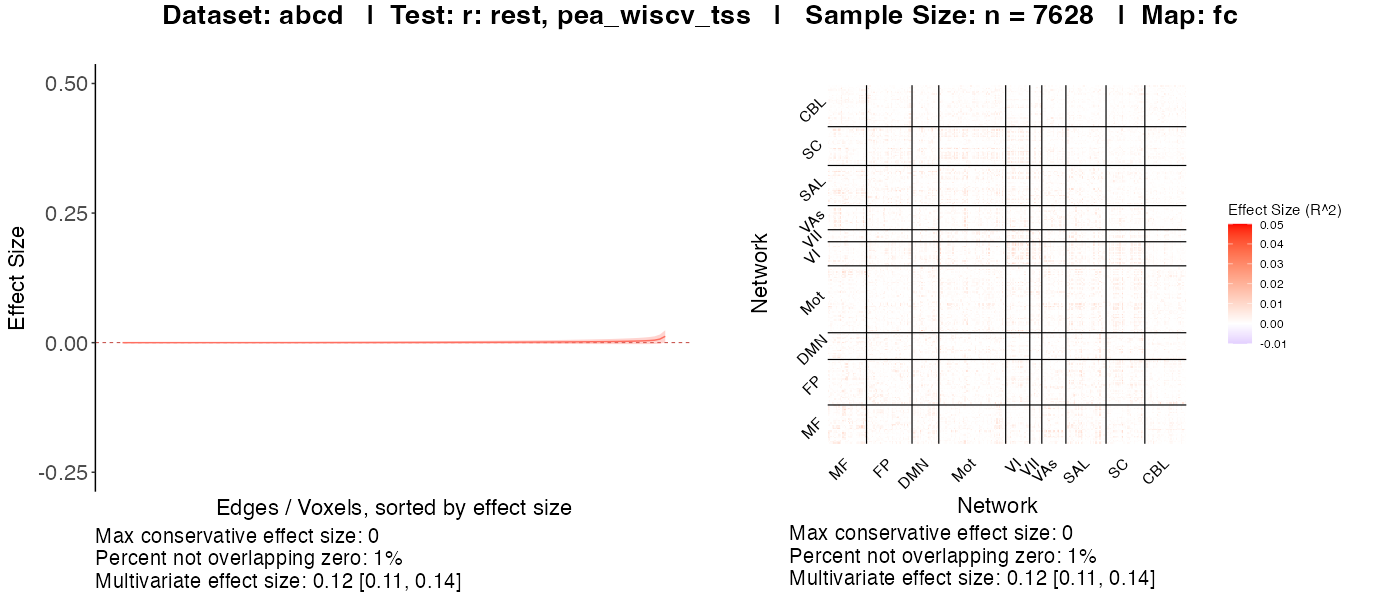 Dataset: abcd | Test: r: rest, pea_wiscv_tss | Sample Size: n = 7628 | Map: fc
Effect Size
0.50
0.25
0.00
-0.25
Edges / Voxels, sorted by effect size
Max conservative effect size: 0
Percent not overlapping zero: 1%
Multivariate effect size: 0.12 [0.11, 0.14]
Network
CBL
SC
SAL
VAs
VII
VI
Mot
DMN
FP
MF
MF
FP
DMN
Mot
VI
VII
VAs
SAL
SC
CBL
Network
Max conservative effect size: 0
Percent not overlapping zero: 1%
Multivariate effect size: 0.12 [0.11, 0.14]
Effect Size (R^2)
0.05
0.04
0.03
0.02
0.01
0.00
-0.01